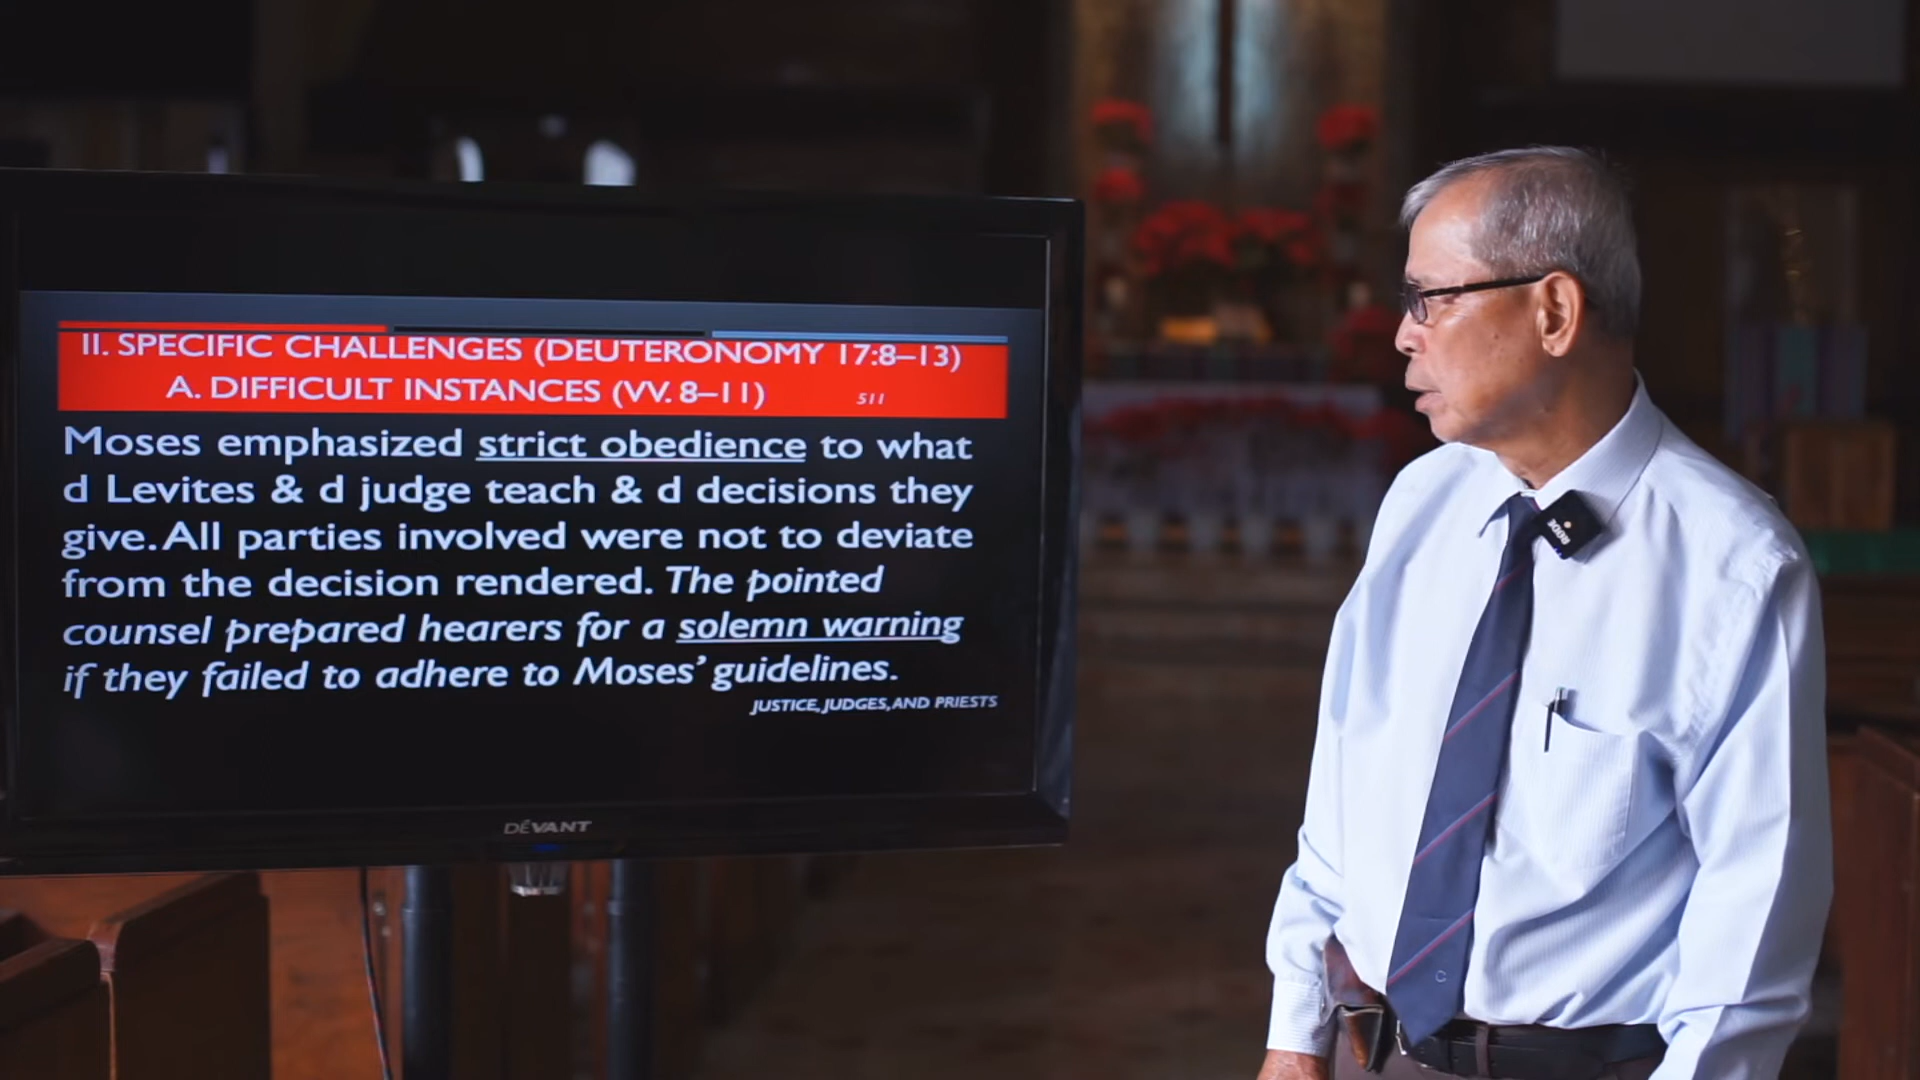 II. SPECIFIC CHALLENGES (DEUTERONOMY 17:8–13)
A. DIFFICULT INSTANCES (VV. 8–11) 511
Moses emphasized strict obedience to what
d Levites & d judge teach & d decisions they
give. All parties involved were not to deviate
from the decision rendered. The pointed
counsel prepared hearers for a solemn warning
if they failed to adhere to Moses’ guidelines.
JUSTICE, JUDGES, AND PRIESTS
DEVANT
RODE
C